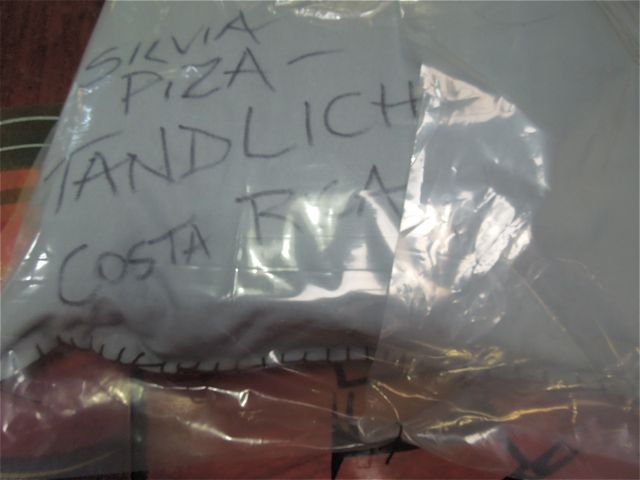 SILVIA
PIZA -
TANDLICH
COSTA RICA